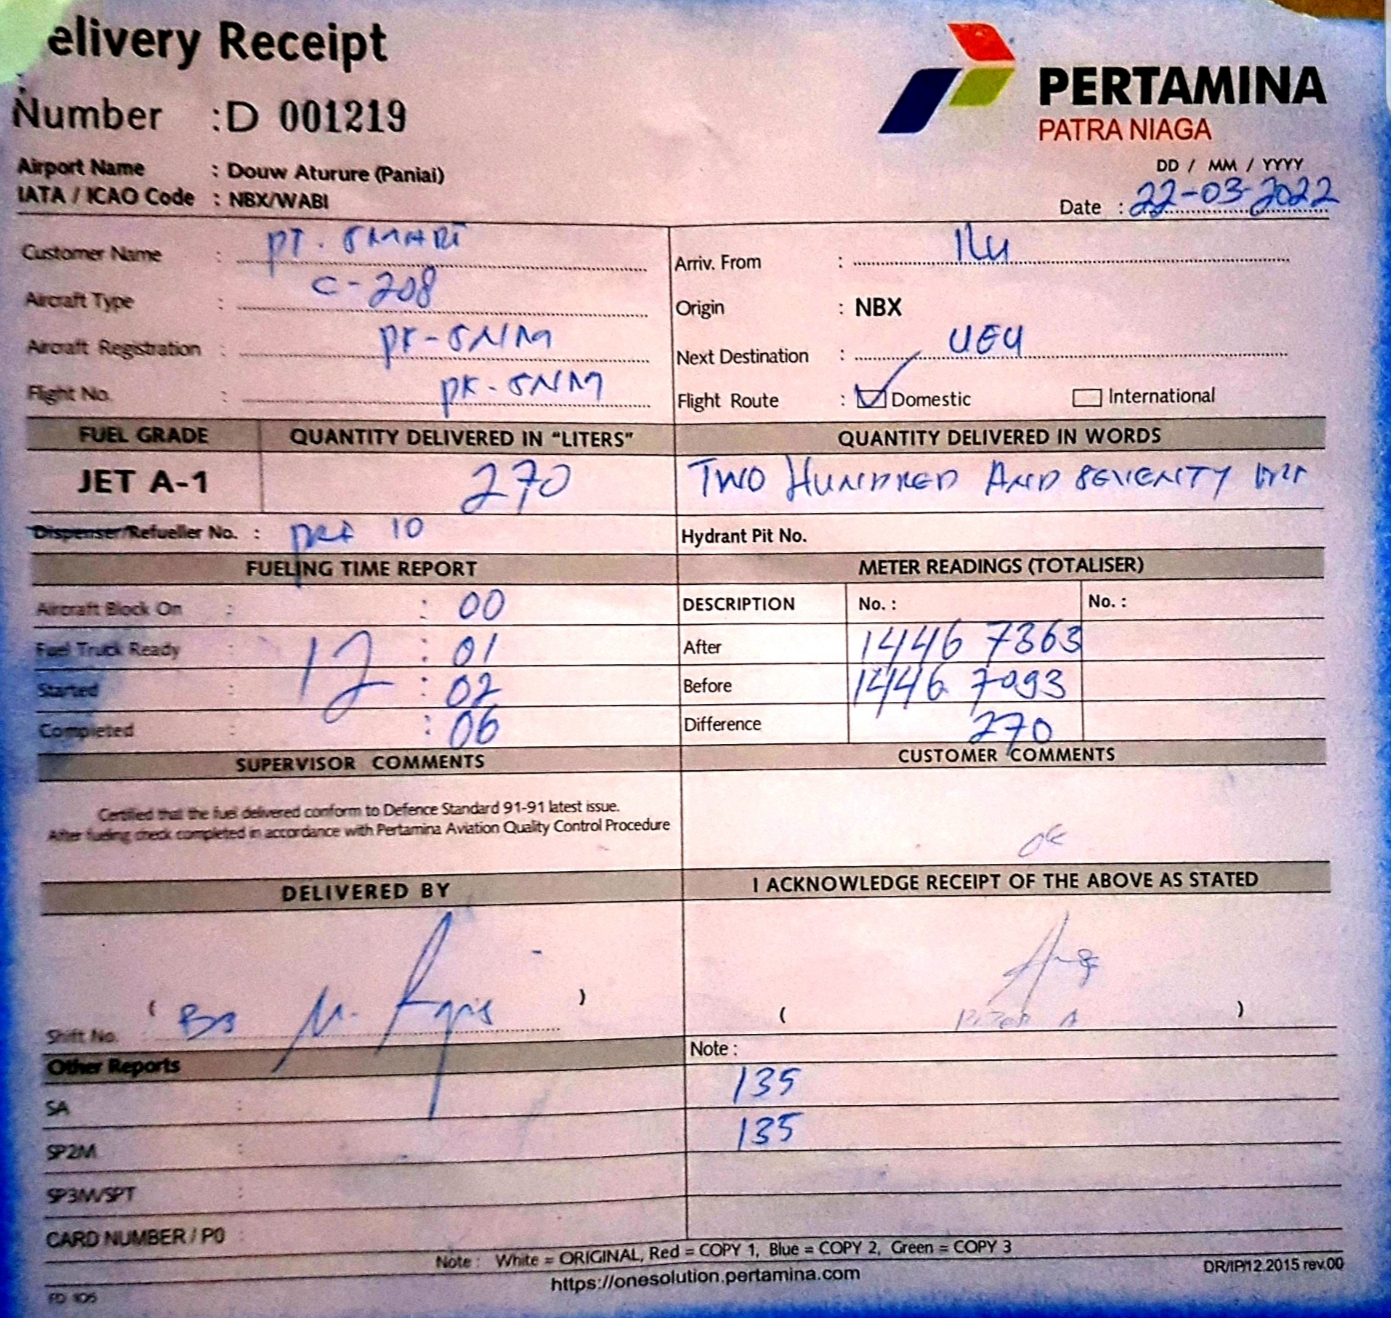 elivery Receipt
PERTAMINA
PATRA NIAGA
Number : D 001219
Airport Name : Douw Aturure (Paniai)
IATA / ICAO Code : NBX/WABI
DD / MM / YYYY
Date : 22-03-2022
Customer Name : PT. SMART
Aircraft Type : C-208
Aircraft Registration : PK-SNM
Flight No. : PK-SNM
Arriv. From : Ilu
Origin : NBX
Next Destination : UEU
Flight Route : Domestic International
FUEL GRADE QUANTITY DELIVERED IN "LITERS" QUANTITY DELIVERED IN WORDS
JET A-1 270 TWO HUNDRED AND SEVENTY
Dispenser/Refueller No. : 10
Hydrant Pit No.
FUELING TIME REPORT
Aircraft Block On : : 00
Fuel Truck Ready : 12 : 01
Started : : 02
Completed : : 06
METER READINGS (TOTALISER)
DESCRIPTION No. : No. :
After 1446 7363
Before 1446 7093
Difference 270
SUPERVISOR COMMENTS
Certified that the fuel delivered conform to Defence Standard 91-91 latest issue.
After fueling check completed in accordance with Pertamina Aviation Quality Control Procedure
CUSTOMER COMMENTS
OK
DELIVERED BY
( )
Shift No.
I ACKNOWLEDGE RECEIPT OF THE ABOVE AS STATED
( )
Other Reports
SA :
SP2M :
SP3M/SPT :
CARD NUMBER / P0 :
Note :
135
135
Note : White = ORIGINAL, Red = COPY 1, Blue = COPY 2, Green = COPY 3
https://onesolution.pertamina.com
DR/IP/12.2015 rev.00
FD 105